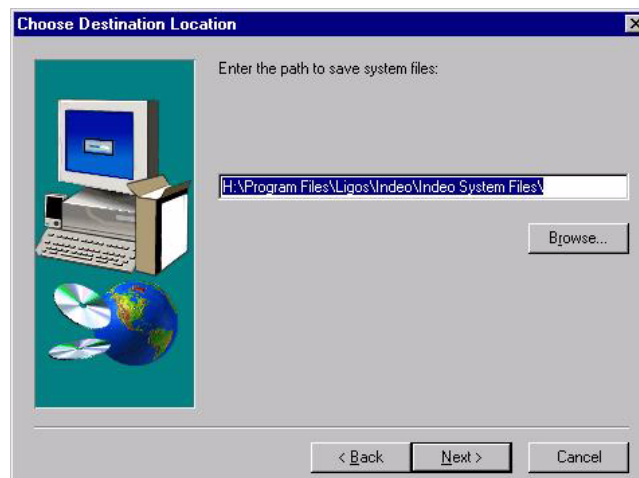 Choose Destination Location
Enter the path to save system files:
H:\Program Files\Ligos\Indeo\Indeo System Files\
Browse...
< Back
Next >
Cancel